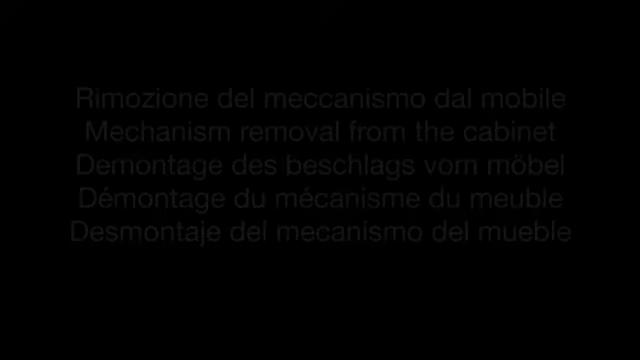 Rimozione del meccanismo dal mobile
Mechanism removal from the cabinet
Demontage des beschlags vom möbel
Démontage du mécanisme du meuble
Desmontaje del mecanismo del mueble